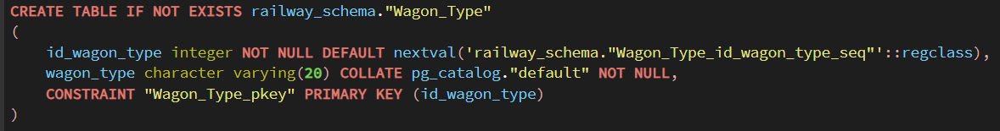 CREATE TABLE IF NOT EXISTS railway_schema."Wagon_Type"
(
    id_wagon_type integer NOT NULL DEFAULT nextval('railway_schema."Wagon_Type_id_wagon_type_seq"'::regclass),
    wagon_type character varying(20) COLLATE pg_catalog."default" NOT NULL,
    CONSTRAINT "Wagon_Type_pkey" PRIMARY KEY (id_wagon_type)
)